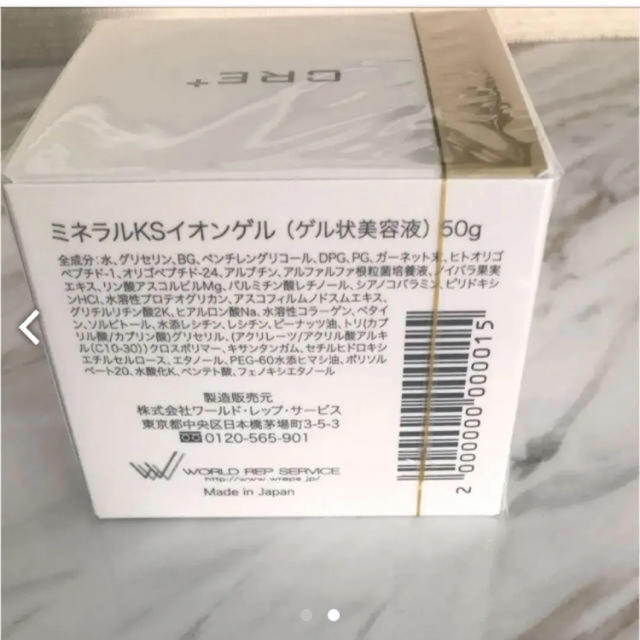 CRE+
ミネラルKSイオンゲル（ゲル状美容液）50g
全成分：水、グリセリン、BG、ペンチレングリコール、DPG、PG、ガーネット末、ヒトオリゴ
ペプチド-1、オリゴペプチド-24、アルブチン、アルファルファ根粒菌培養液、ノイバラ果実
エキス、リン酸アスコルビルMg、パルミチン酸レチノール、シアノコバラミン、ピリドキシ
ンHCl、水溶性プロテオグリカン、アスコフィルムノドスムエキス、
グリチルリチン酸2K、ヒアルロン酸Na、水溶性コラーゲン、ベタイ
ン、ソルビトール、水添レシチン、レシチン、ピーナッツ油、トリ(カプ
リル酸/カプリン酸)グリセリル、(アクリレーツ/アクリル酸アルキ
ル(C10-30))クロスポリマー、キサンタンガム、セチルヒドロキシ
エチルセルロース、エタノール、PEG-60水添ヒマシ油、ポリソル
ベート20、水酸化K、ペンテト酸、フェノキシエタノール
製造販売元
株式会社ワールド・レップ・サービス
東京都中央区日本橋茅場町3-5-3
0120-565-901
WORLD REP SERVICE
http://www.wreps.jp/
Made in Japan
2 000000 000015